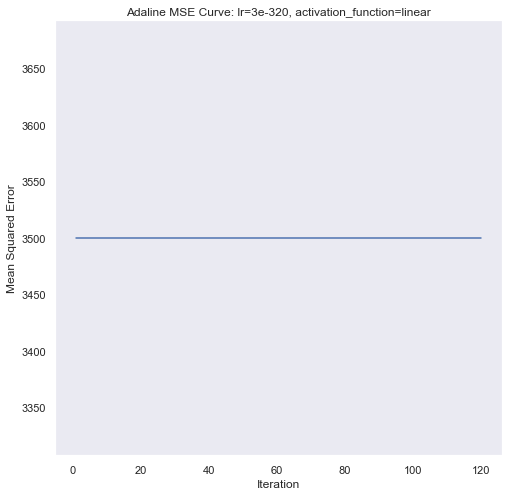 Adaline MSE Curve: lr=3e-320, activation_function=linear
Mean Squared Error
3650
3600
3550
3500
3450
3400
3350
0 20 40 60 80 100 120
Iteration